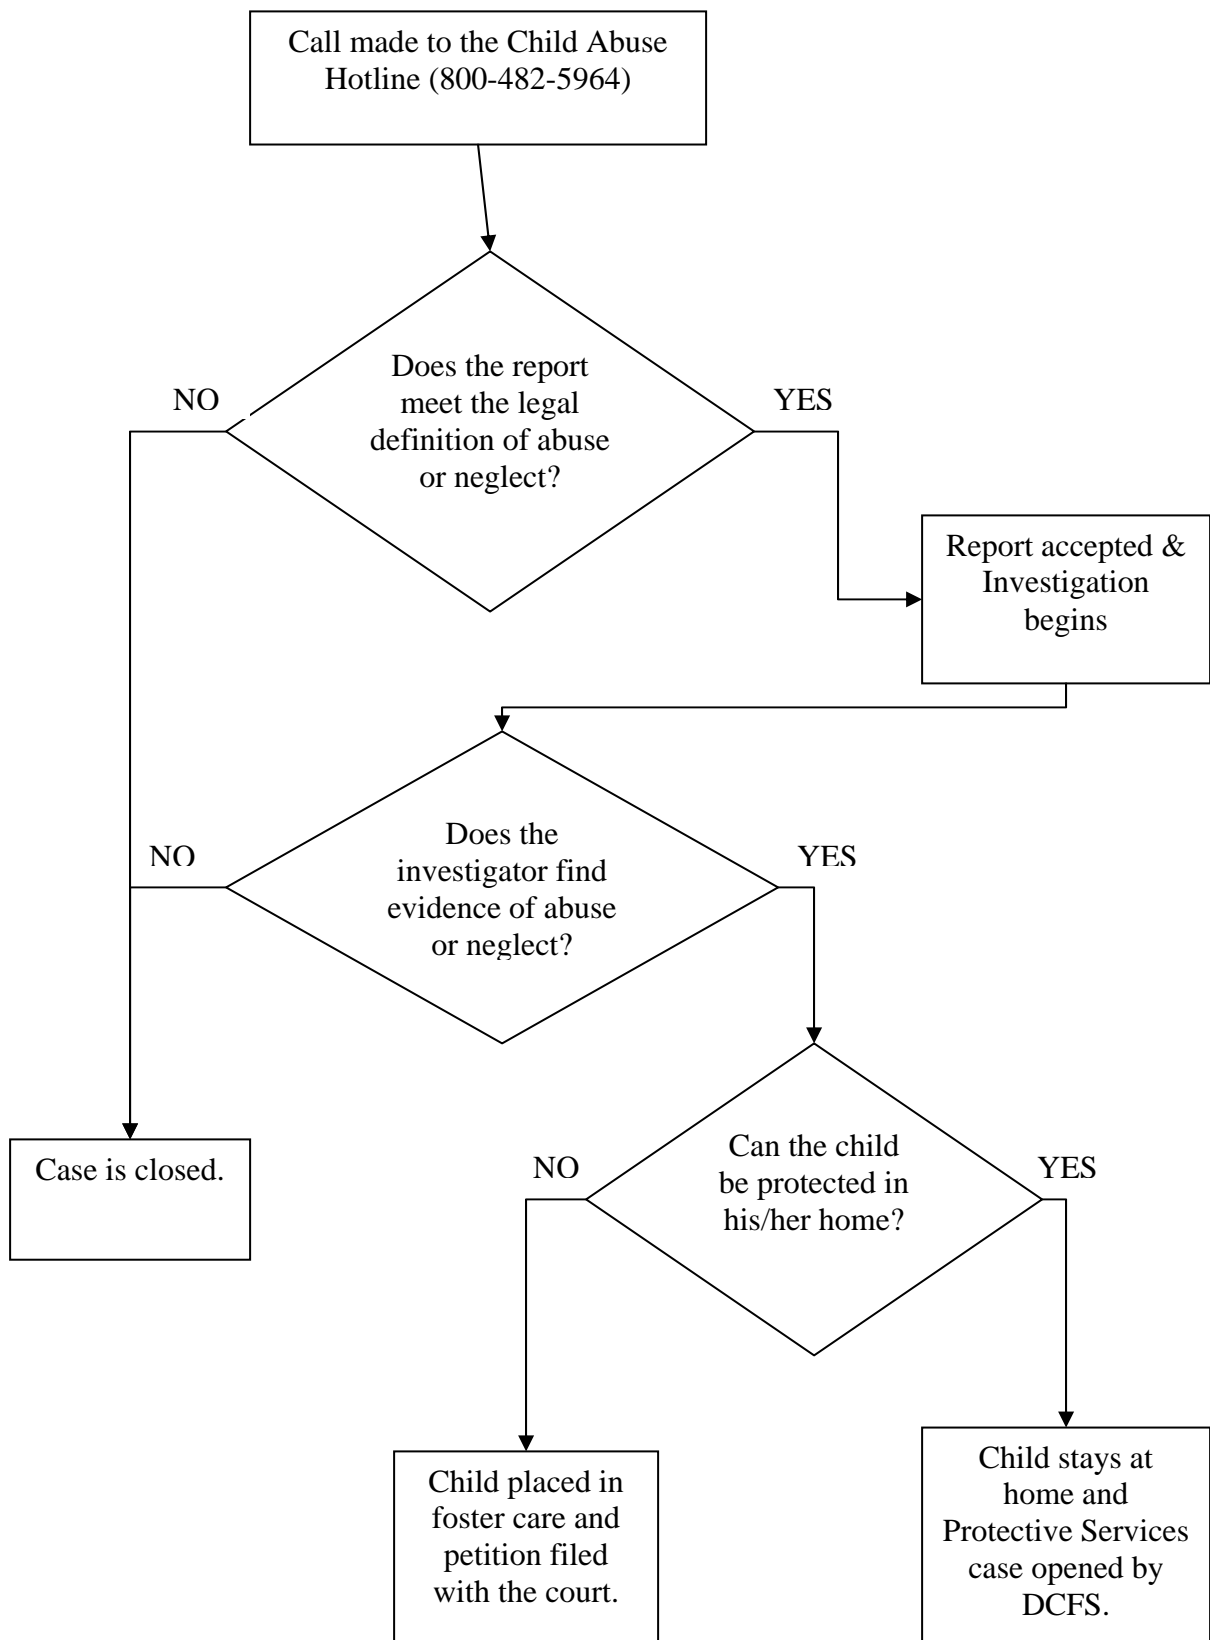 Call made to the Child Abuse
Hotline (800-482-5964)
Does the report
meet the legal
definition of abuse
or neglect?
NO
YES
Report accepted &
Investigation
begins
Does the
investigator find
evidence of abuse
or neglect?
NO
YES
Case is closed.
Can the child
be protected in
his/her home?
NO
YES
Child placed in
foster care and
petition filed
with the court.
Child stays at
home and
Protective Services
case opened by
DCFS.